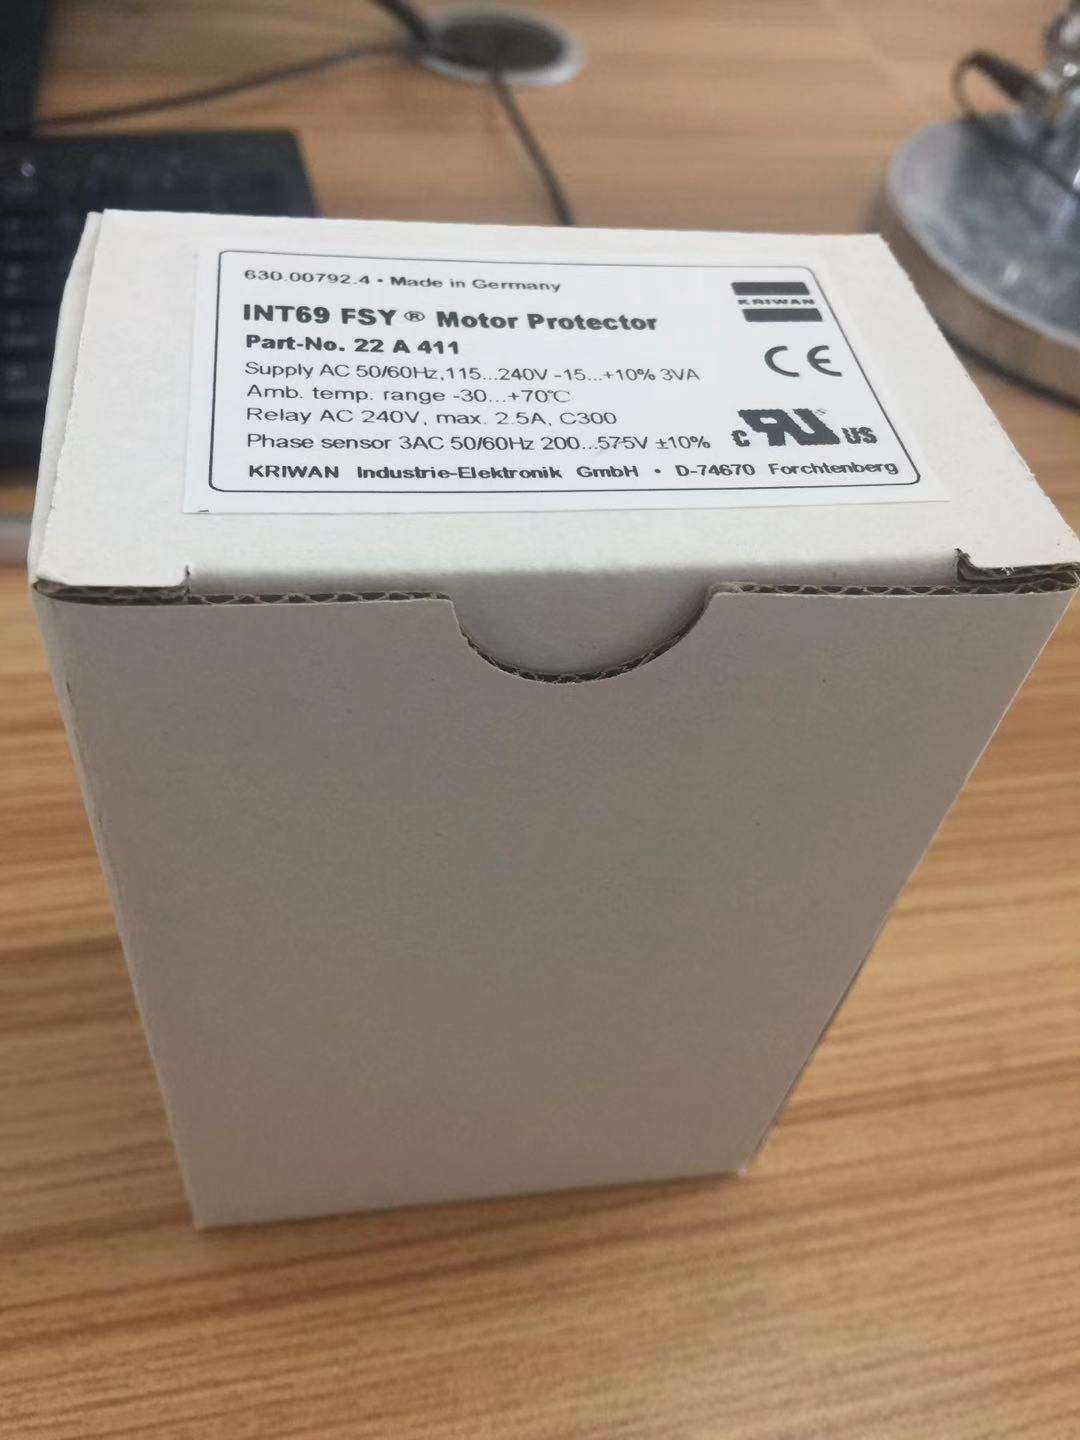 630.00792.4 • Made in Germany
KRIWAN
INT69 FSY ® Motor Protector
Part-No. 22 A 411
Supply AC 50/60Hz,115...240V -15...+10% 3VA
Amb. temp. range -30...+70℃
Relay AC 240V, max. 2.5A, C300
Phase sensor 3AC 50/60Hz 200...575V ±10%
CE
c RU ® US
KRIWAN Industrie-Elektronik GmbH • D-74670 Forchtenberg